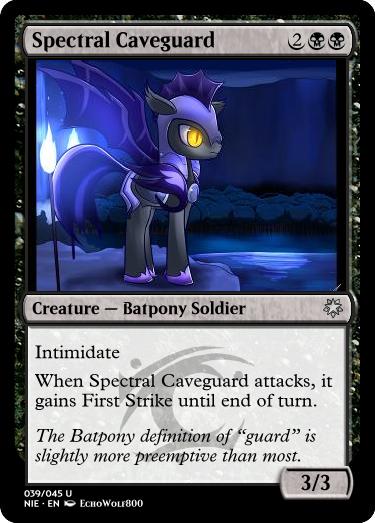 Spectral Caveguard 2
Creature — Batpony Soldier
Intimidate
When Spectral Caveguard attacks, it
gains First Strike until end of turn.
The Batpony definition of “guard” is
slightly more preemptive than most.
3/3
039/045 U
NIE • EN EchoWolf800